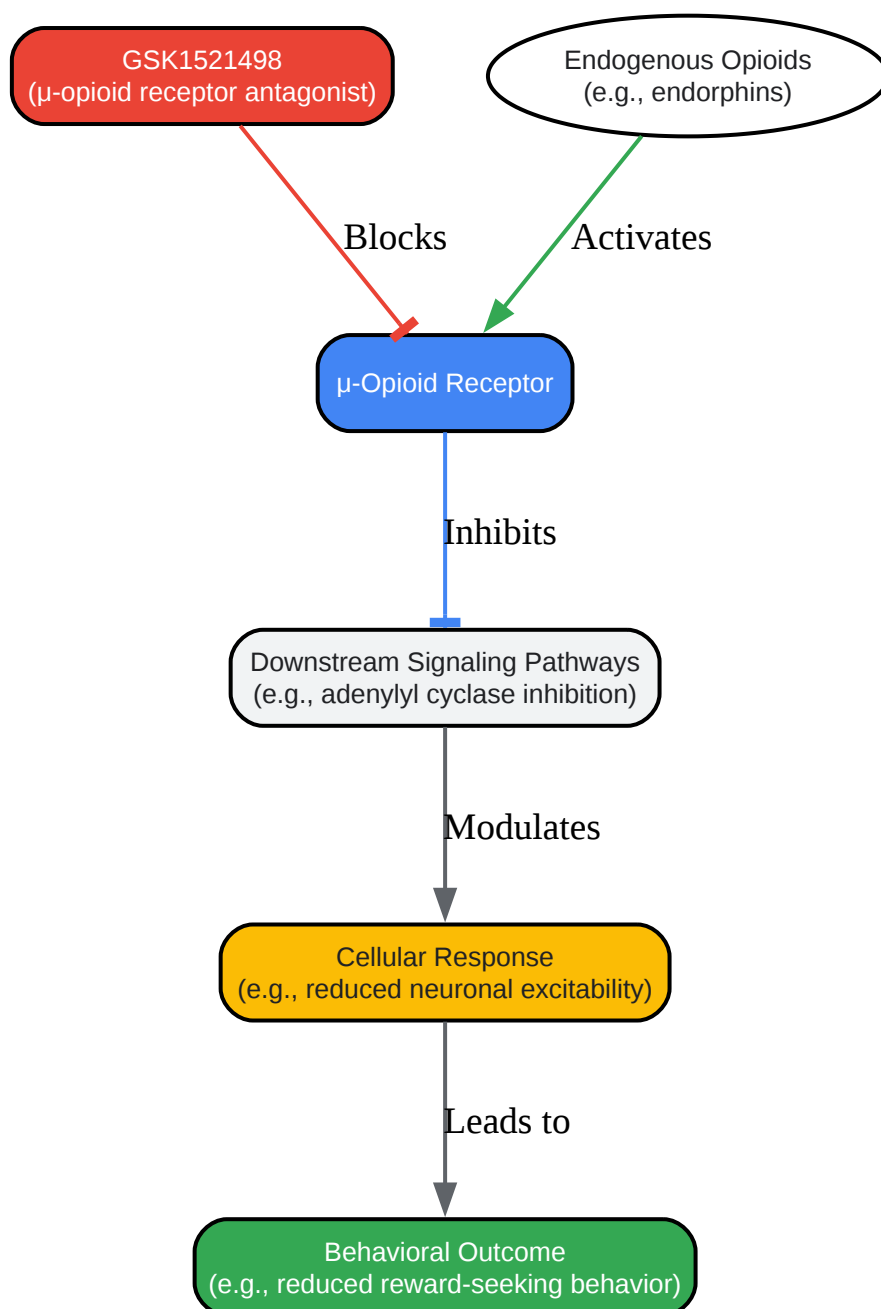 GSK1521498
(μ-opioid receptor antagonist)
Endogenous Opioids
(e.g., endorphins)
Blocks
Activates
μ-Opioid Receptor
Inhibits
Downstream Signaling Pathways
(e.g., adenylyl cyclase inhibition)
Modulates
Cellular Response
(e.g., reduced neuronal excitability)
Leads to
Behavioral Outcome
(e.g., reduced reward-seeking behavior)